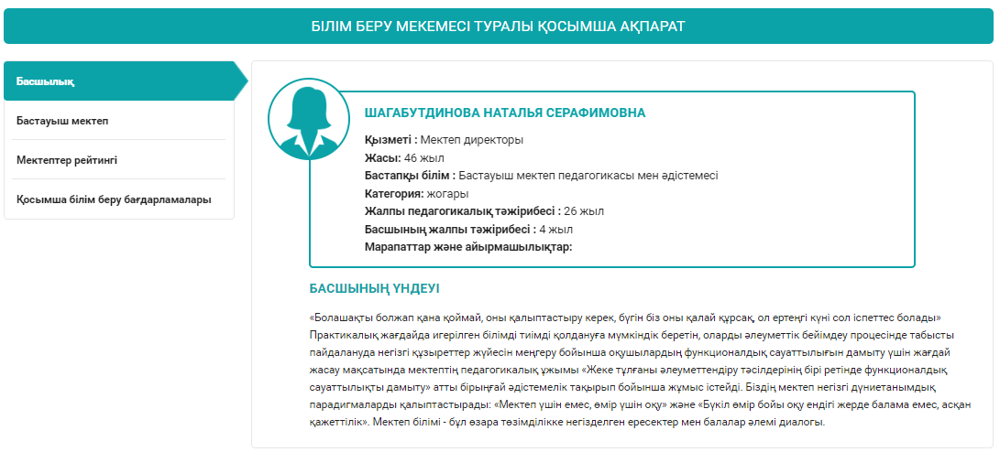 БІЛІМ БЕРУ МЕКЕМЕСІ ТУРАЛЫ ҚОСЫМША АҚПАРАТ
Басшылық
Бастауыш мектеп
Мектептер рейтингі
Қосымша білім беру бағдарламалары
ШАГАБУТДИНОВА НАТАЛЬЯ СЕРАФИМОВНА
Қызметі : Мектеп директоры
Жасы: 46 жыл
Бастапқы білім : Бастауыш мектеп педагогикасы мен әдістемесі
Категория: жогары
Жалпы педагогикалық тәжірибесі : 26 жыл
Басшының жалпы тәжірибесі : 4 жыл
Марапаттар және айырмашылықтар:
БАСШЫНЫҢ ҮНДЕУІ
«Болашақты болжап қана қоймай, оны қалыптастыру керек, бүгін біз оны қалай құрсақ, ол ертеңгі күні сол іспеттес болады»
Практикалық жағдайда игерілген білімді тиімді қолдануға мүмкіндік беретін, оларды әлеуметтік бейімдеу процесінде табысты
пайдалануда негізгі құзыреттер жүйесін меңгеру бойынша оқушылардың функционалдық сауаттылығын дамыту үшін жағдай
жасау мақсатында мектептің педагогикалық ұжымы «Жеке тұлғаны әлеуметтендіру тәсілдерінің бірі ретінде функционалдық
сауаттылықты дамыту» атты бірыңғай әдістемелік тақырып бойынша жұмыс істейді. Біздің мектеп негізгі дүниетанымдық
парадигмаларды қалыптастырады: «Мектеп үшін емес, өмір үшін оқу» және «Бүкіл өмір бойы оқу ендігі жерде балама емес, асқан
қажеттілік». Мектеп білімі - бұл өзара төзімділікке негізделген ересектер мен балалар әлемі диалогы.